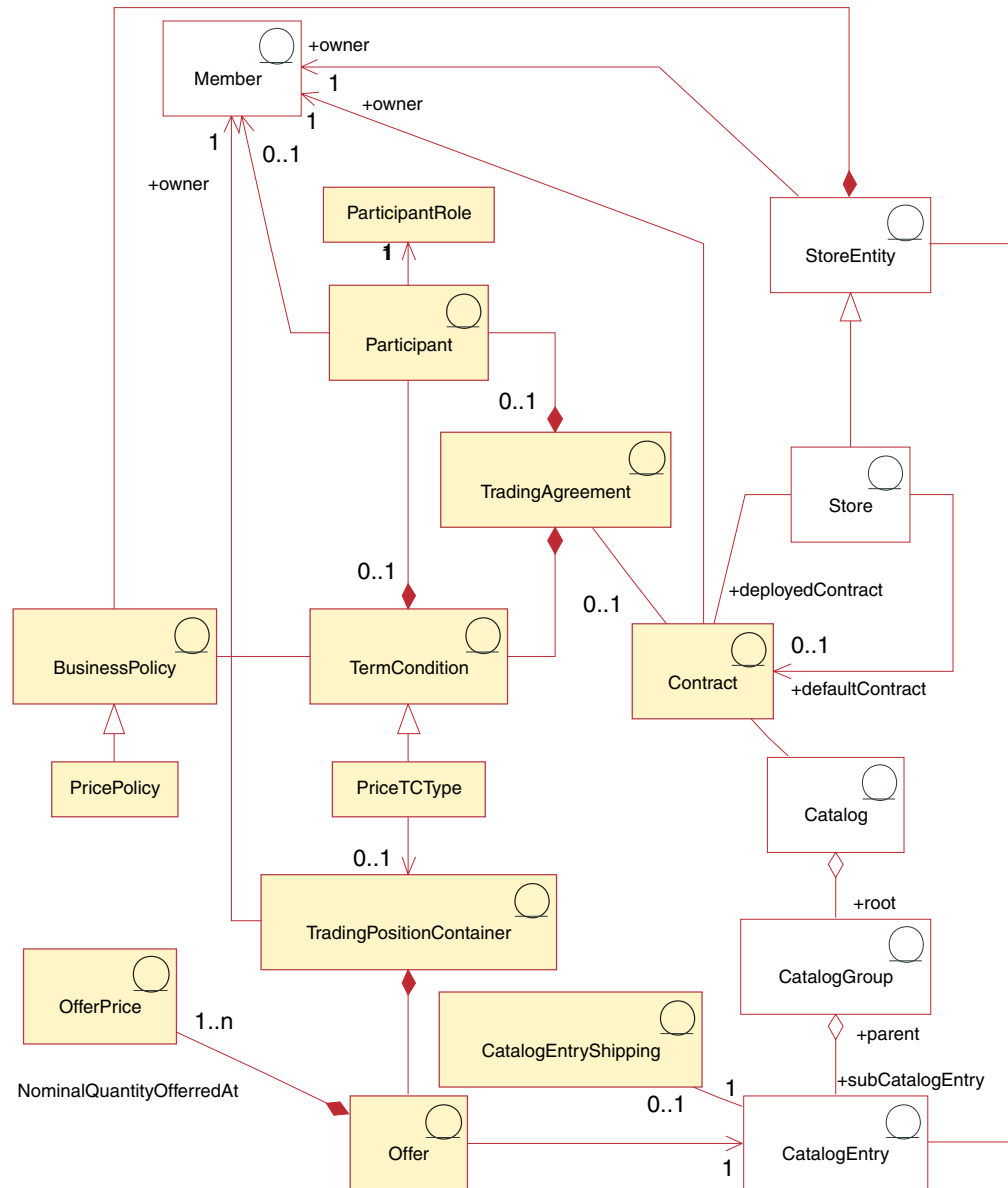 +owner
Member
1
+owner
1
1
0..1
+owner
ParticipantRole
1
StoreEntity
Participant
0..1
TradingAgreement
Store
0..1
0..1
+deployedContract
0..1
BusinessPolicy
TermCondition
Contract
+defaultContract
PricePolicy
PriceTCType
Catalog
0..1
+root
TradingPositionContainer
CatalogGroup
OfferPrice
1..n
CatalogEntryShipping
+parent
NominalQuantityOfferredAt
+subCatalogEntry
0..1
1
Offer
1
CatalogEntry